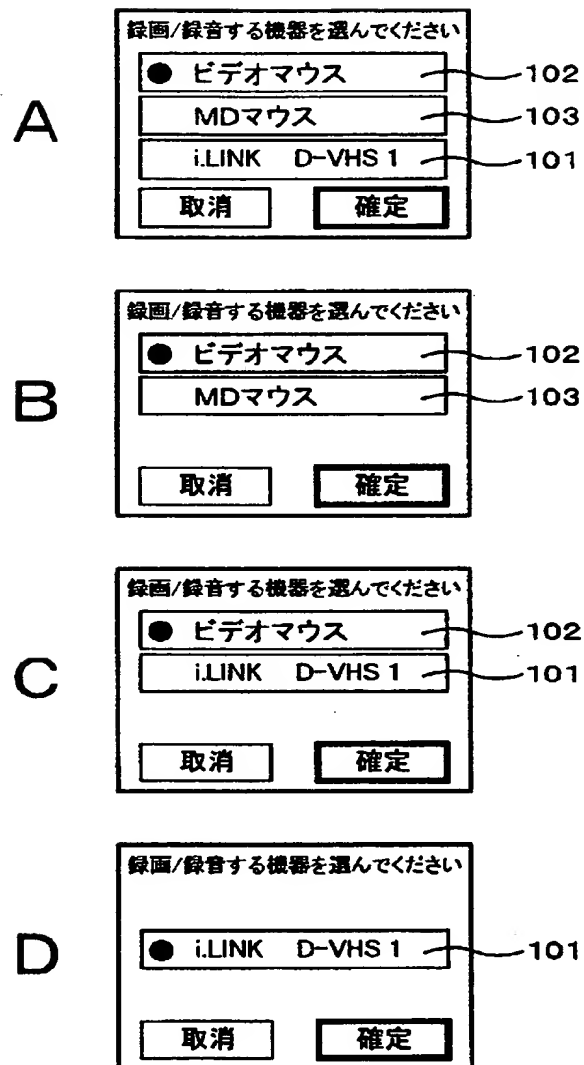 A
録画/録音する機器を選んでください
● ビデオマウス 102
MDマウス 103
i.LINK D-VHS 1 101
取消 確定
B
録画/録音する機器を選んでください
● ビデオマウス 102
MDマウス 103
取消 確定
C
録画/録音する機器を選んでください
● ビデオマウス 102
i.LINK D-VHS 1 101
取消 確定
D
録画/録音する機器を選んでください
● i.LINK D-VHS 1 101
取消 確定